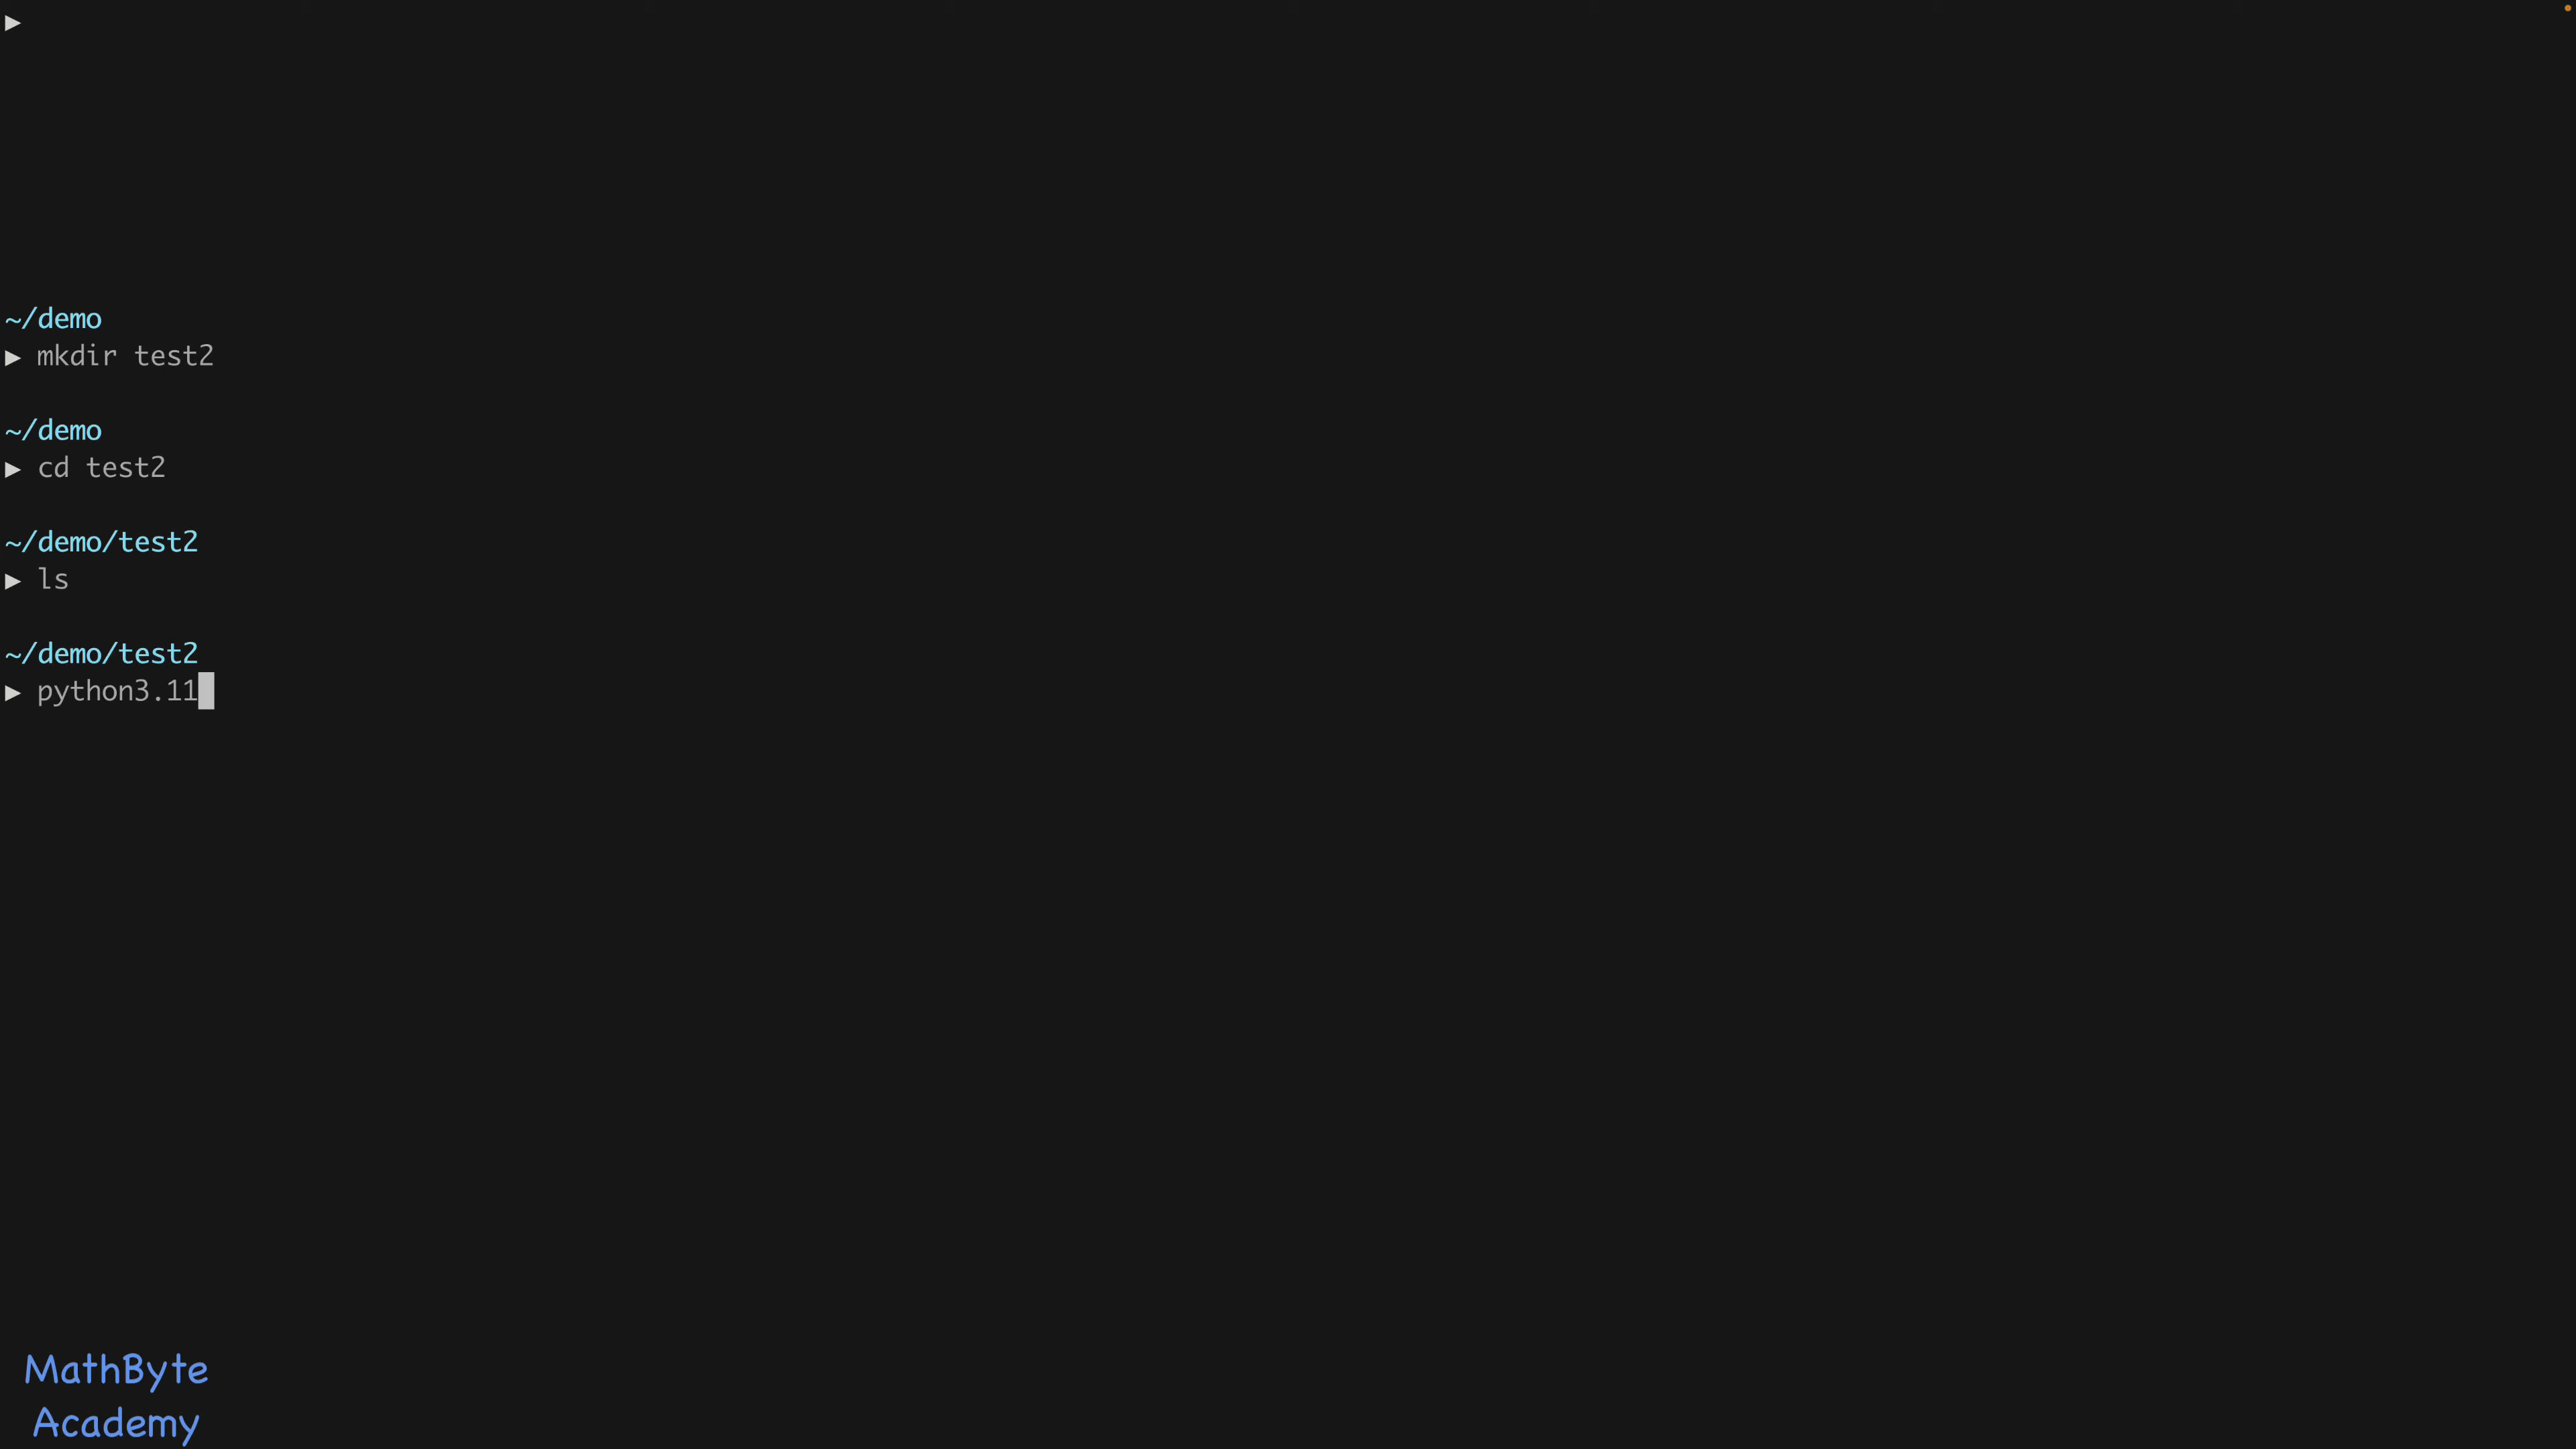 ▶
~/demo
▶ mkdir test2
~/demo
▶ cd test2
~/demo/test2
▶ ls
~/demo/test2
▶ python3.11
MathByte
Academy